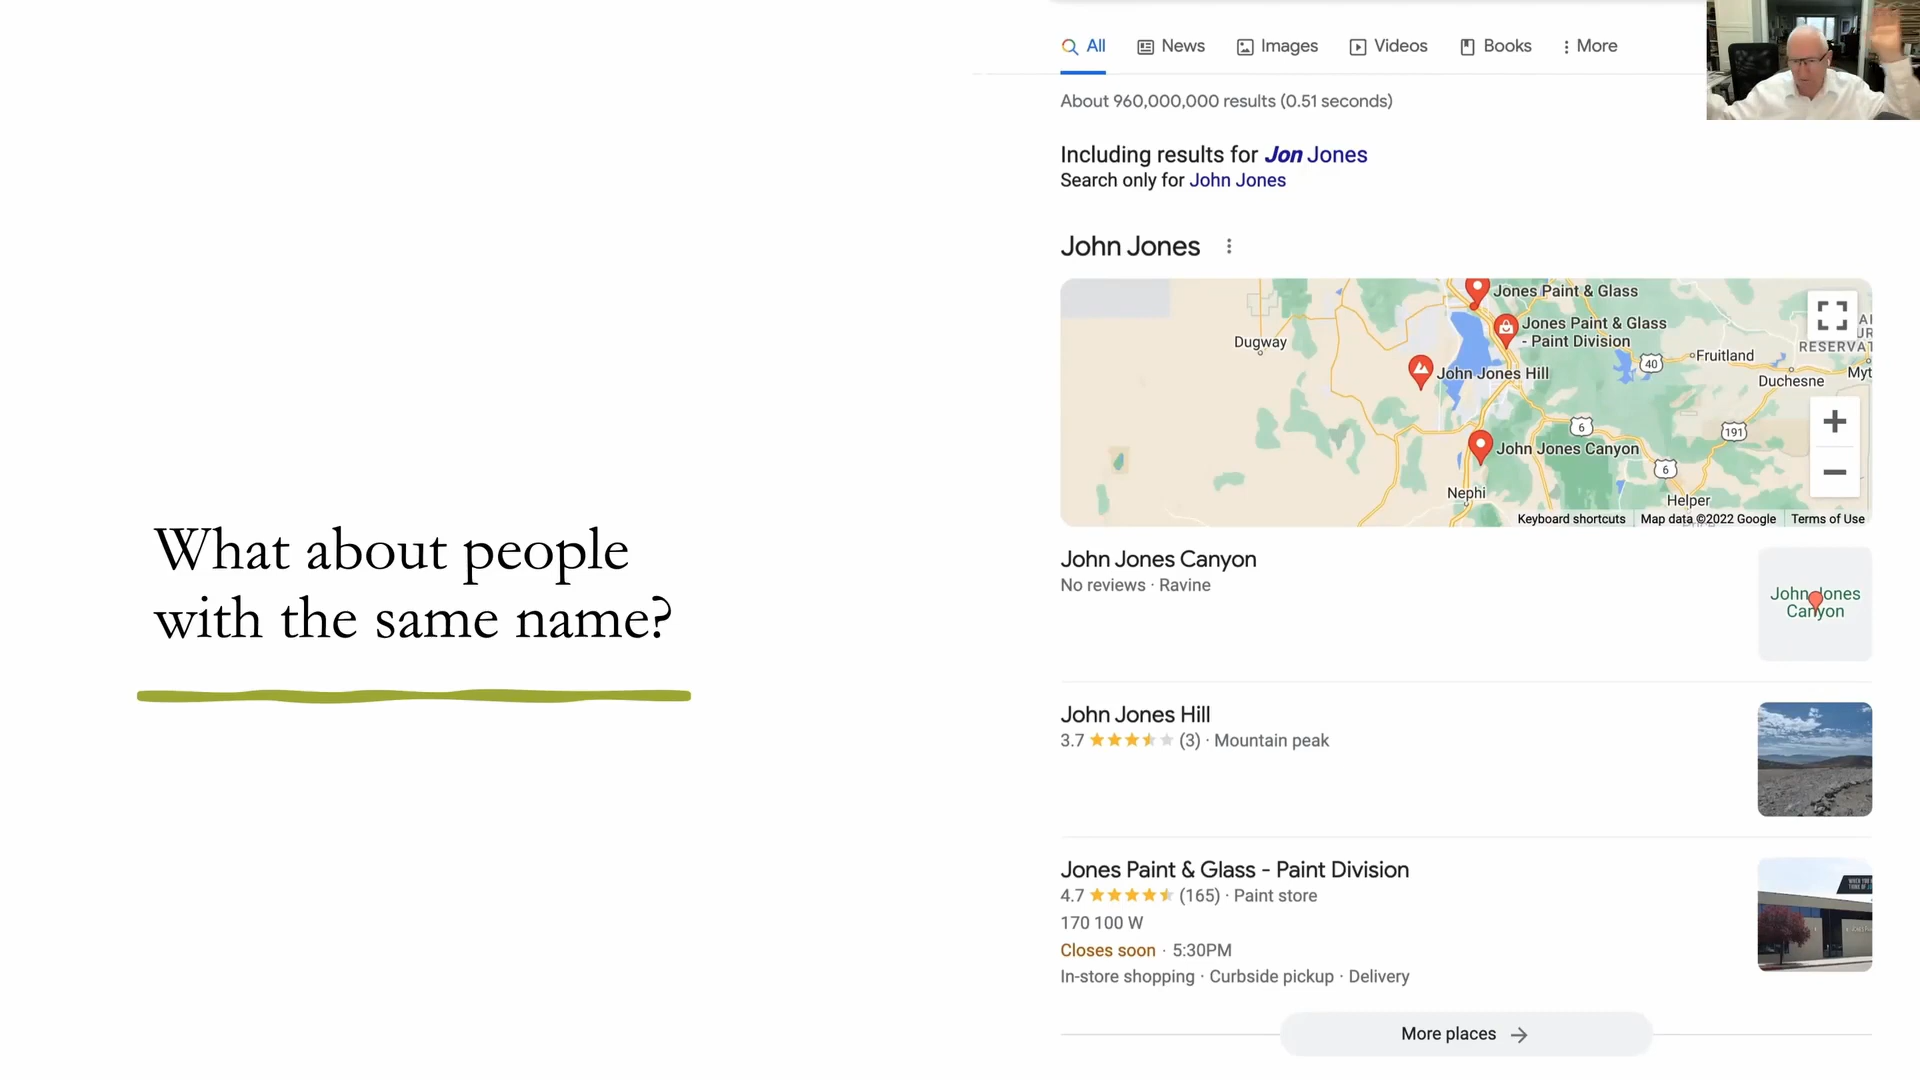 What about people
with the same name?
All
News
Images
Videos
Books
More
About 960,000,000 results (0.51 seconds)
Including results for Jon Jones
Search only for John Jones
John Jones
Jones Paint & Glass
Jones Paint & Glass
- Paint Division
Dugway
John Jones Hill
40
Fruitland
RESERVAT
Duchesne
Myt
6
191
John Jones Canyon
6
Nephi
Helper
Keyboard shortcuts
Map data ©2022 Google
Terms of Use
John Jones Canyon
No reviews · Ravine
John Jones
Canyon
John Jones Hill
3.7 (3) · Mountain peak
Jones Paint & Glass - Paint Division
4.7 (165) · Paint store
170 100 W
Closes soon · 5:30PM
In-store shopping · Curbside pickup · Delivery
More places